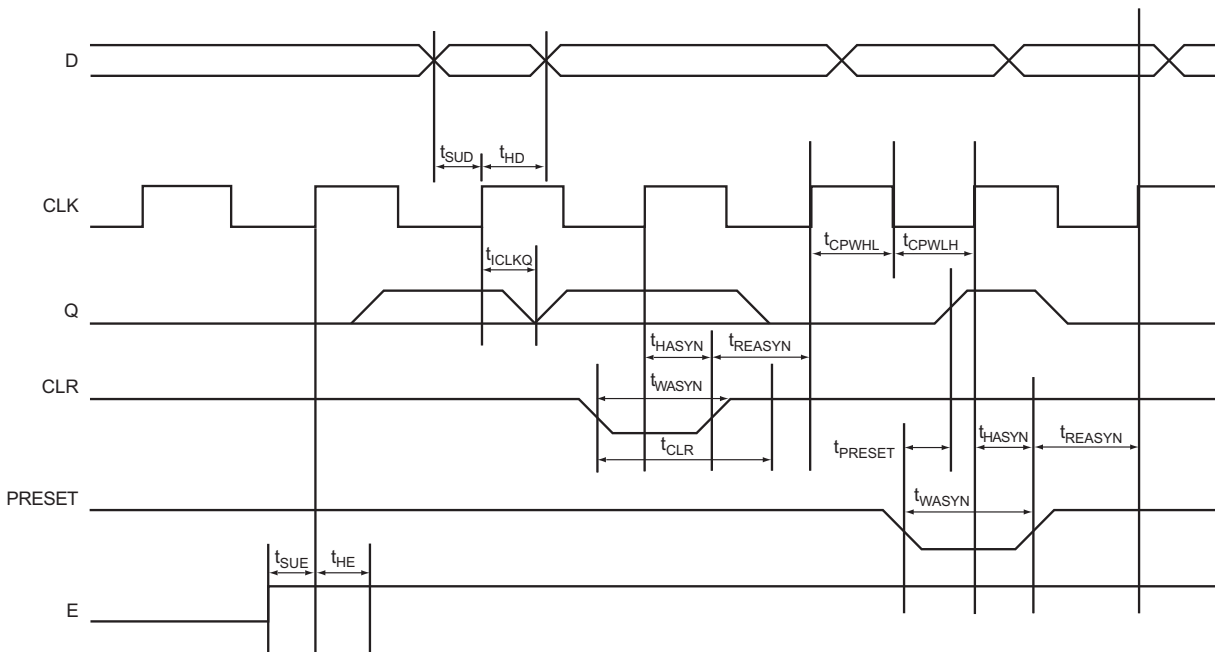 D
tSUD
tHD
CLK
tCPWHL
tCPWLH
tICLKQ
Q
tHASYN
tREASYN
tWASYN
CLR
tCLR
tPRESET
tHASYN
tREASYN
tWASYN
PRESET
tSUE
tHE
E